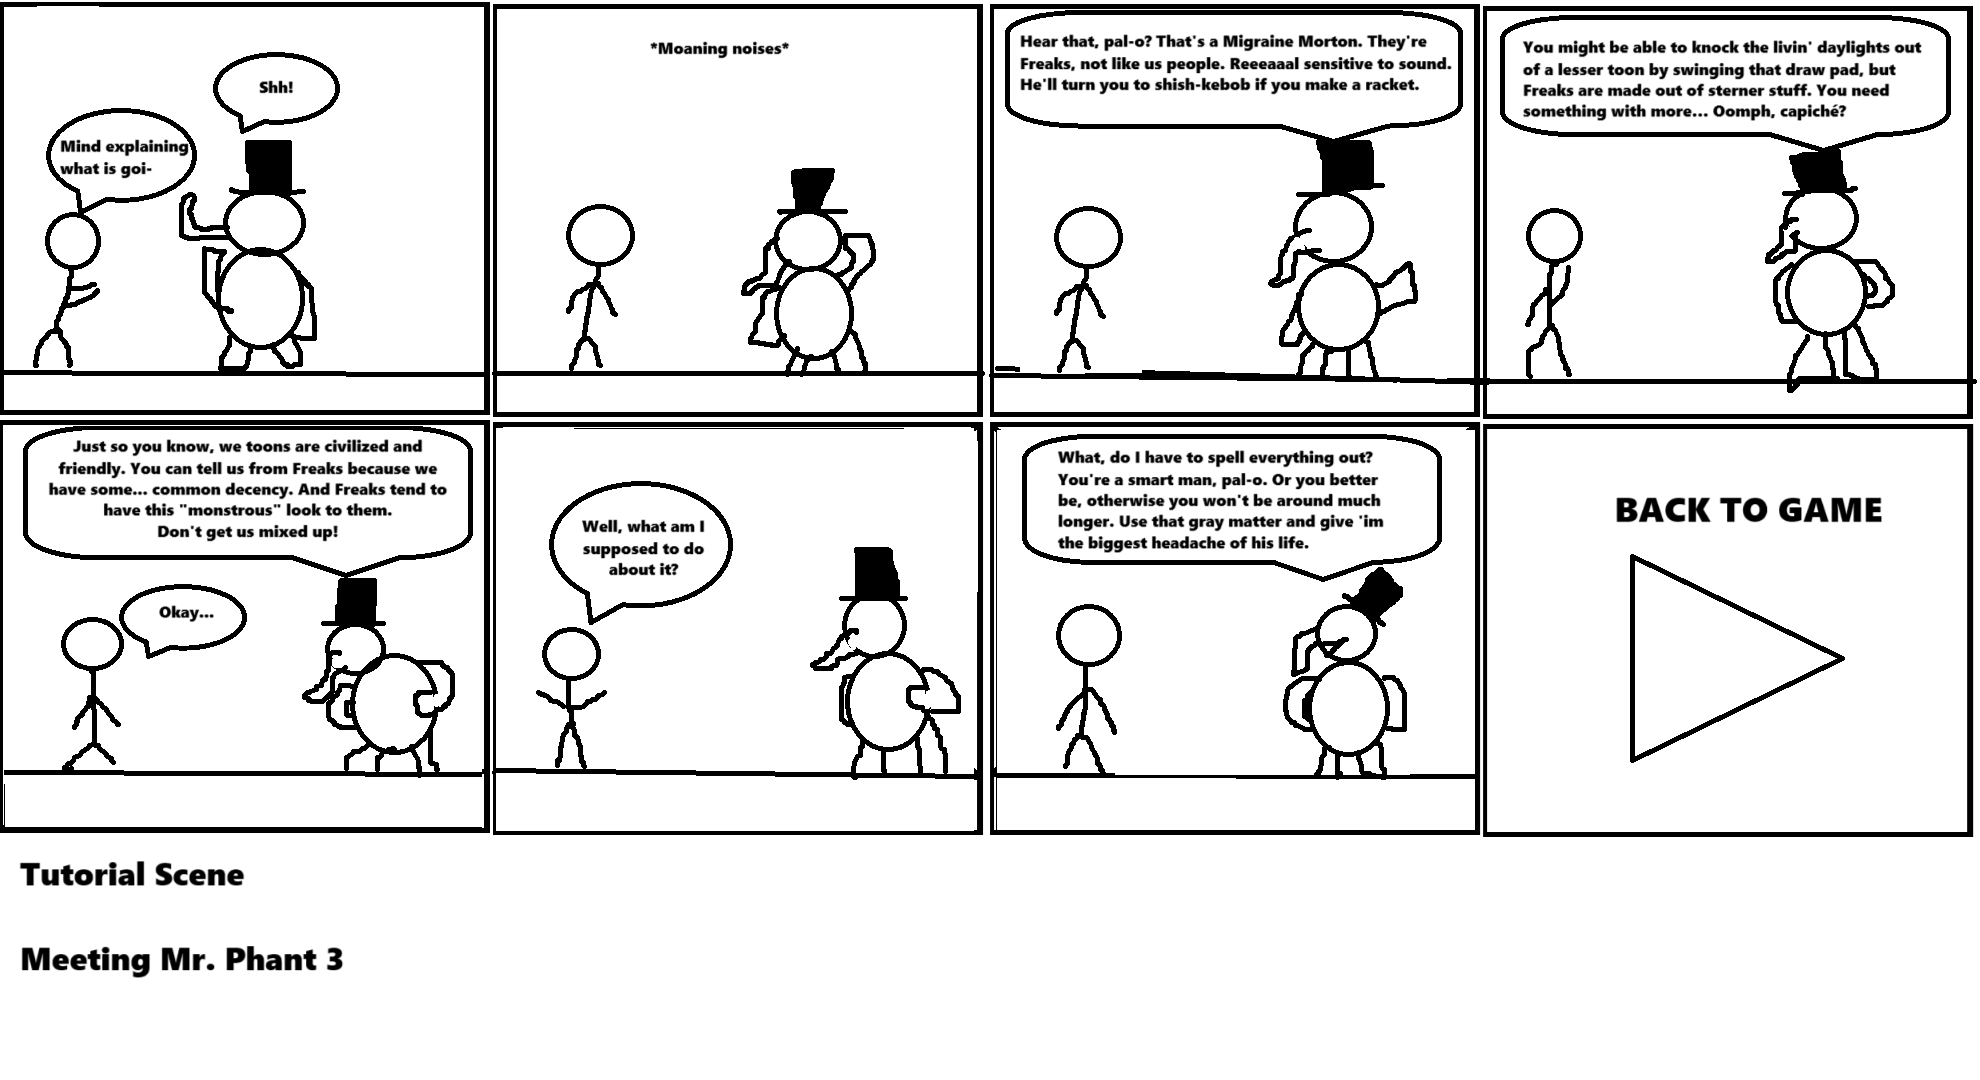 Mind explaining
what is goi-
Shh!
*Moaning noises*
Hear that, pal-o? That's a Migraine Morton. They're
Freaks, not like us people. Reeeaaal sensitive to sound.
He'll turn you to shish-kebob if you make a racket.
You might be able to knock the livin' daylights out
of a lesser toon by swinging that draw pad, but
Freaks are made out of sterner stuff. You need
something with more... Oomph, capiché?
Just so you know, we toons are civilized and
friendly. You can tell us from Freaks because we
have some... common decency. And Freaks tend to
have this "monstrous" look to them.
Don't get us mixed up!
Okay...
Well, what am I
supposed to do
about it?
What, do I have to spell everything out?
You're a smart man, pal-o. Or you better
be, otherwise you won't be around much
longer. Use that gray matter and give 'im
the biggest headache of his life.
BACK TO GAME
Tutorial Scene
Meeting Mr. Phant 3